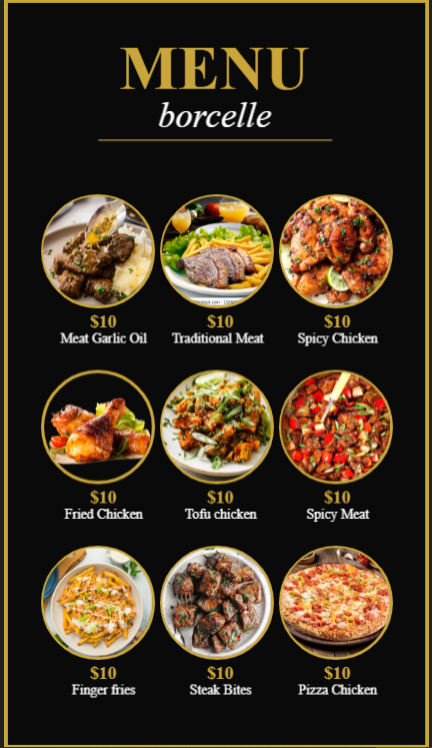 MENU
borcelle
$10 $10 $10
Meat Garlic Oil Traditional Meat Spicy Chicken
$10 $10 $10
Fried Chicken Tofu chicken Spicy Meat
$10 $10 $10
Finger fries Steak Bites Pizza Chicken